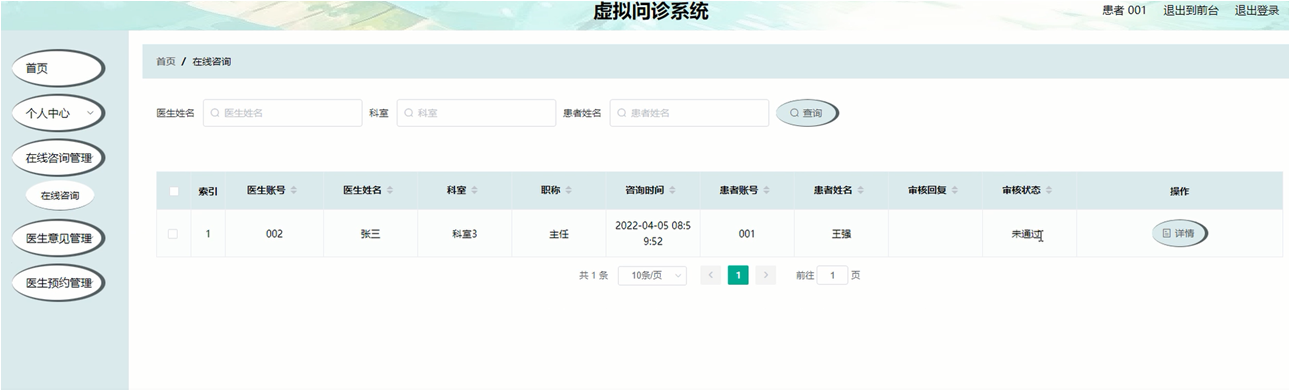 虚拟问诊系统
患者 001 退出到前台 退出登录
首页
个人中心
在线咨询管理
在线咨询
医生意见管理
医生预约管理
首页 / 在线咨询
医生姓名 医生姓名 科室 科室 患者姓名 患者姓名 查询
索引 医生账号 医生姓名 科室 职称 咨询时间 患者账号 患者姓名 审核回复 审核状态 操作
1 002 张三 科室3 主任 2022-04-05 08:5 001 王强 未通过 详情
9:52
共 1 条 10条/页 1 前往 1 页